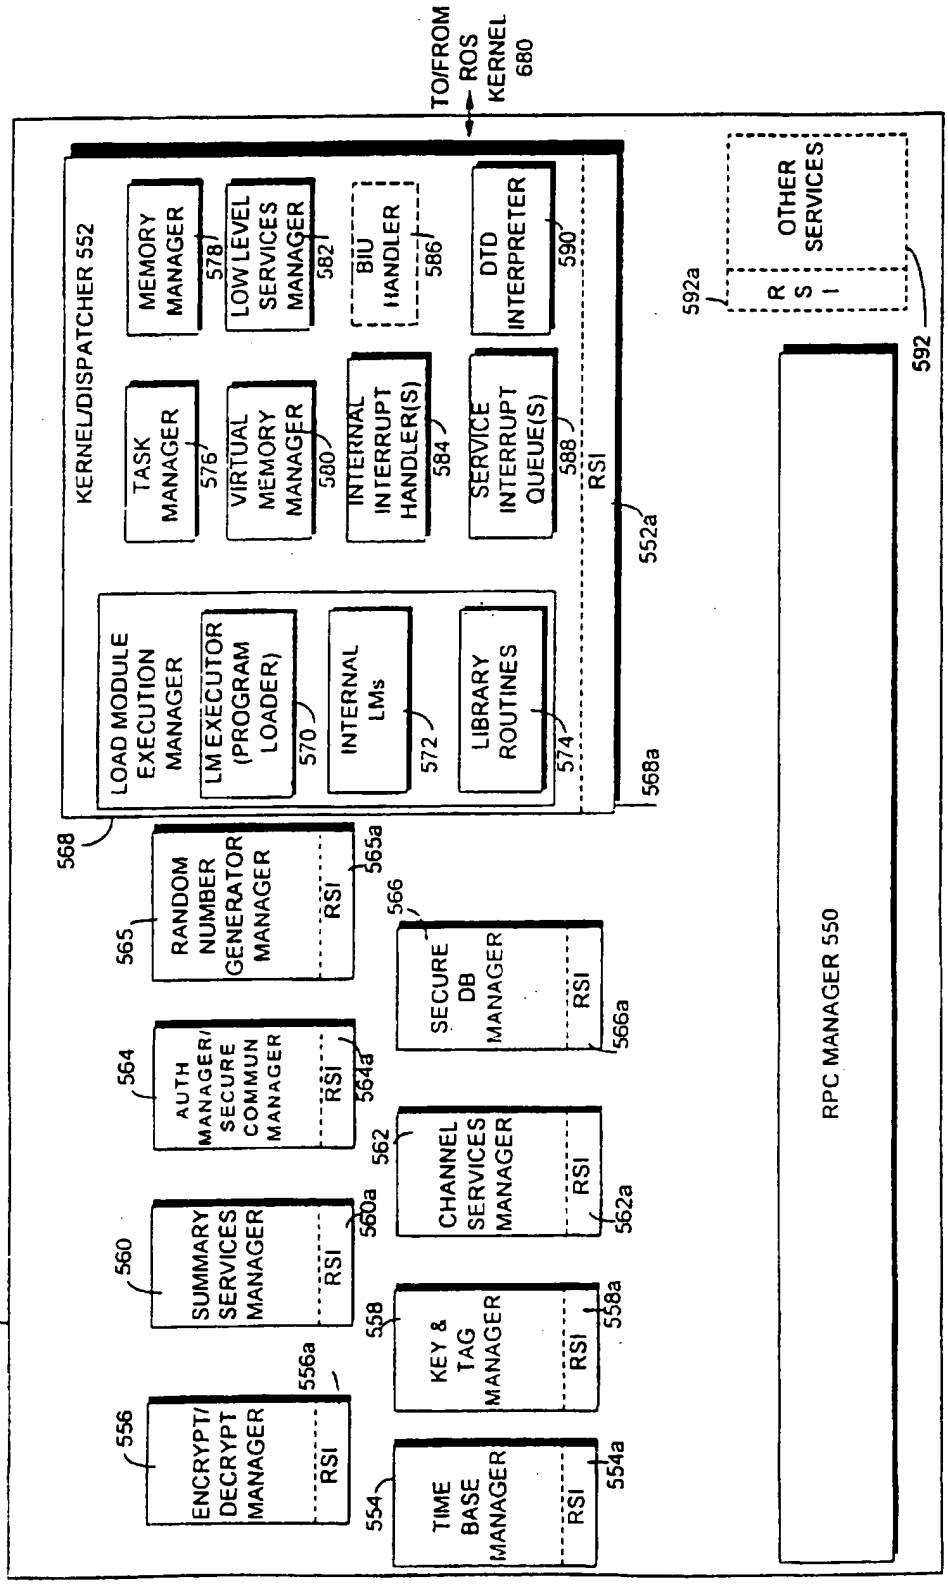 TO/FROM
ROS
KERNEL
680
KERNEL/DISPATCHER 552
LOAD MODULE
EXECUTION
MANAGER
LM EXECUTOR
(PROGRAM
LOADER)
570
INTERNAL
LMs
572
LIBRARY
ROUTINES
574
568
568a
TASK
MANAGER
576
VIRTUAL
MEMORY
MANAGER
580
INTERNAL
INTERRUPT
HANDLER(S)
584
SERVICE
INTERRUPT
QUEUE(S)
588
MEMORY
MANAGER
578
LOW LEVEL
SERVICES
MANAGER
582
BIU
HANDLER
586
DTD
INTERPRETER
590
RSI
552a
556
ENCRYPT/
DECRYPT
MANAGER
RSI
556a
560
SUMMARY
SERVICES
MANAGER
RSI
560a
564
AUTH
MANAGER/
SECURE
COMMUN
MANAGER
RSI
564a
565
RANDOM
NUMBER
GENERATOR
MANAGER
RSI
565a
554
TIME
BASE
MANAGER
RSI
554a
558
KEY &
TAG
MANAGER
RSI
558a
562
CHANNEL
SERVICES
MANAGER
RSI
562a
566
SECURE
DB
MANAGER
RSI
566a
592a
RSI
OTHER
SERVICES
592
RPC MANAGER 550